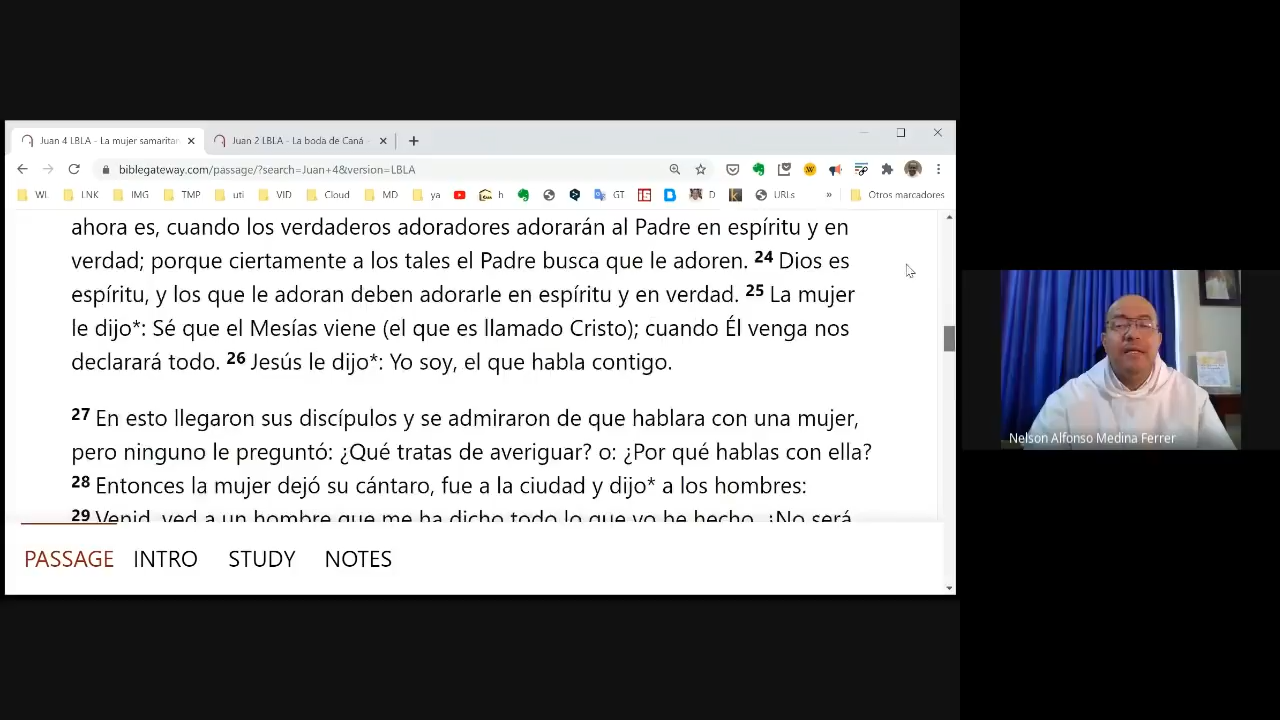 Juan 4 LBLA - La mujer samaritan
Juan 2 LBLA - La boda de Caná -
biblegateway.com/passage/?search=Juan+4&version=LBLA
WL LNK IMG TMP uti VID Cloud MD ya h GT D URLs » Otros marcadores
ahora es, cuando los verdaderos adoradores adorarán al Padre en espíritu y en
verdad; porque ciertamente a los tales el Padre busca que le adoren. 24 Dios es
espíritu, y los que le adoran deben adorarle en espíritu y en verdad. 25 La mujer
le dijo*: Sé que el Mesías viene (el que es llamado Cristo); cuando Él venga nos
declarará todo. 26 Jesús le dijo*: Yo soy, el que habla contigo.
27 En esto llegaron sus discípulos y se admiraron de que hablara con una mujer,
pero ninguno le preguntó: ¿Qué tratas de averiguar? o: ¿Por qué hablas con ella?
28 Entonces la mujer dejó su cántaro, fue a la ciudad y dijo* a los hombres:
29 Venid, ved a un hombre que me ha dicho todo lo que yo he hecho. ¿No será
PASSAGE INTRO STUDY NOTES
Nelson Alfonso Medina Ferrer